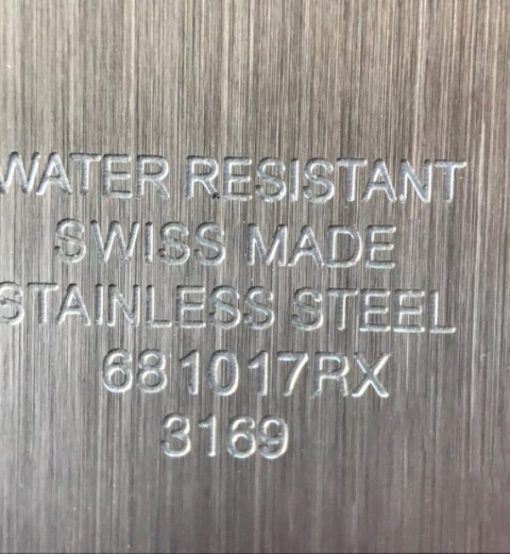 WATER RESISTANT
SWISS MADE
STAINLESS STEEL
681017RX
3169